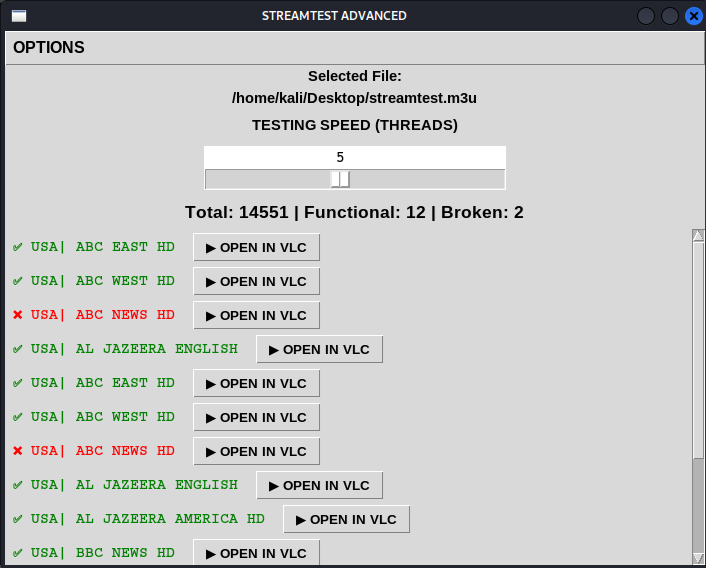 STREAMTEST ADVANCED
OPTIONS
Selected File:
/home/kali/Desktop/streamtest.m3u
TESTING SPEED (THREADS)
5
Total: 14551 | Functional: 12 | Broken: 2
✔ USA| ABC EAST HD ▶ OPEN IN VLC
✔ USA| ABC WEST HD ▶ OPEN IN VLC
✖ USA| ABC NEWS HD ▶ OPEN IN VLC
✔ USA| AL JAZEERA ENGLISH ▶ OPEN IN VLC
✔ USA| ABC EAST HD ▶ OPEN IN VLC
✔ USA| ABC WEST HD ▶ OPEN IN VLC
✖ USA| ABC NEWS HD ▶ OPEN IN VLC
✔ USA| AL JAZEERA ENGLISH ▶ OPEN IN VLC
✔ USA| AL JAZEERA AMERICA HD ▶ OPEN IN VLC
✔ USA| BBC NEWS HD ▶ OPEN IN VLC